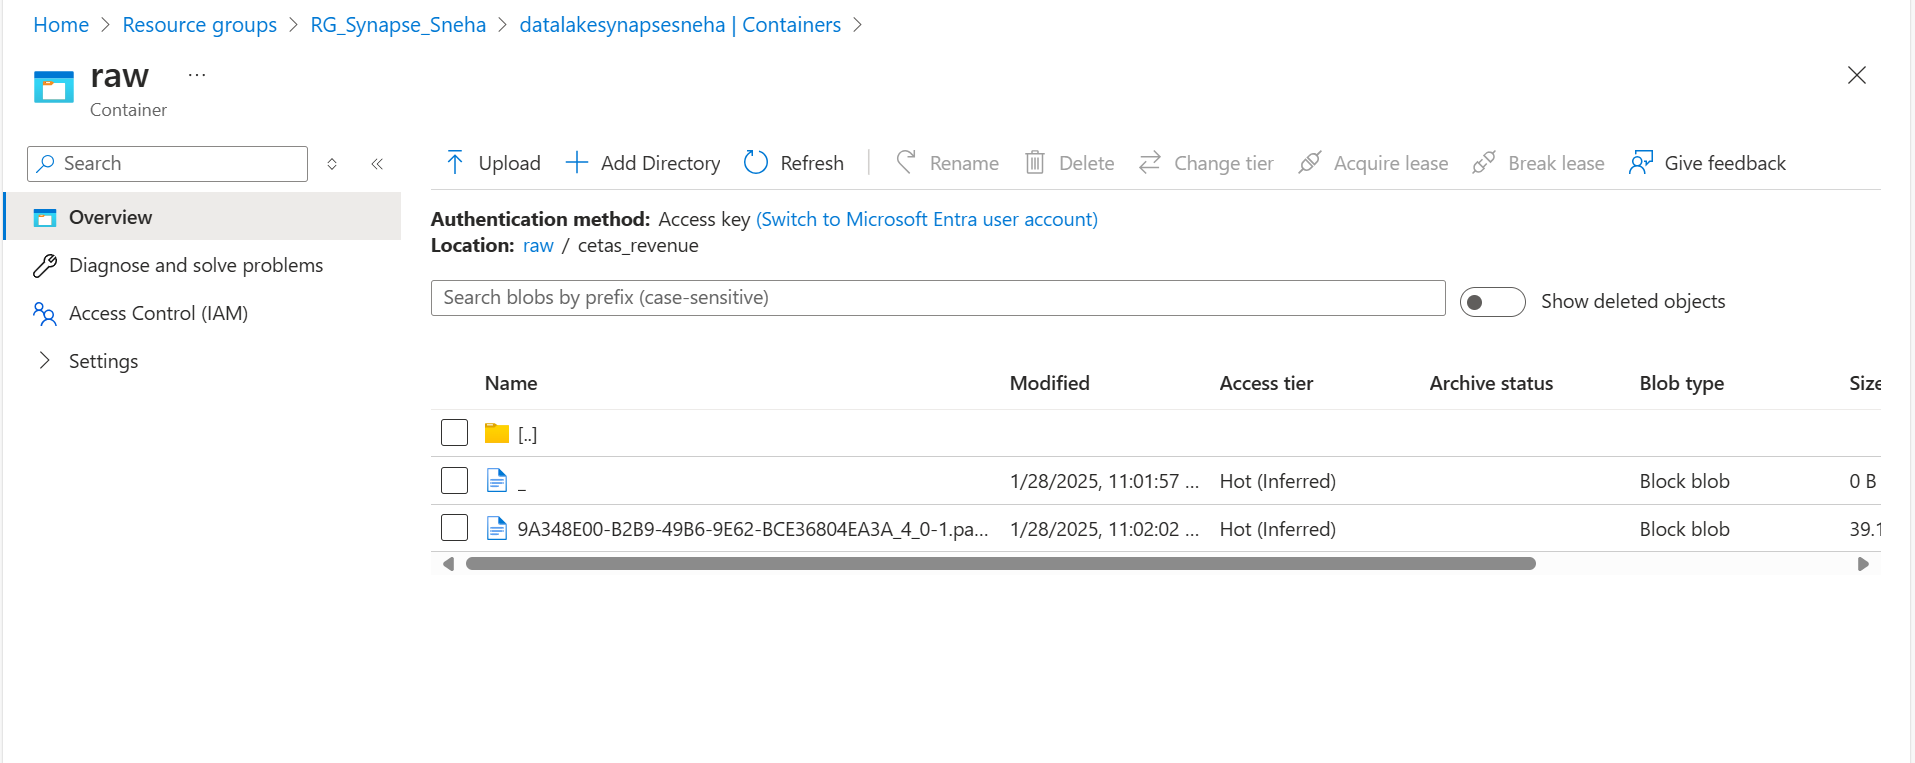 Home > Resource groups > RG_Synapse_Sneha > datalakesynapsesneha | Containers >
raw ...
Container
Search
Overview
Diagnose and solve problems
Access Control (IAM)
Settings
Upload Add Directory Refresh | Rename Delete Change tier Acquire lease Break lease Give feedback
Authentication method: Access key (Switch to Microsoft Entra user account)
Location: raw / cetas_revenue
Search blobs by prefix (case-sensitive) Show deleted objects
Name Modified Access tier Archive status Blob type Size
[..]
_ 1/28/2025, 11:01:57 ... Hot (Inferred) Block blob 0 B
9A348E00-B2B9-49B6-9E62-BCE36804EA3A_4_0-1.pa... 1/28/2025, 11:02:02 ... Hot (Inferred) Block blob 39.1